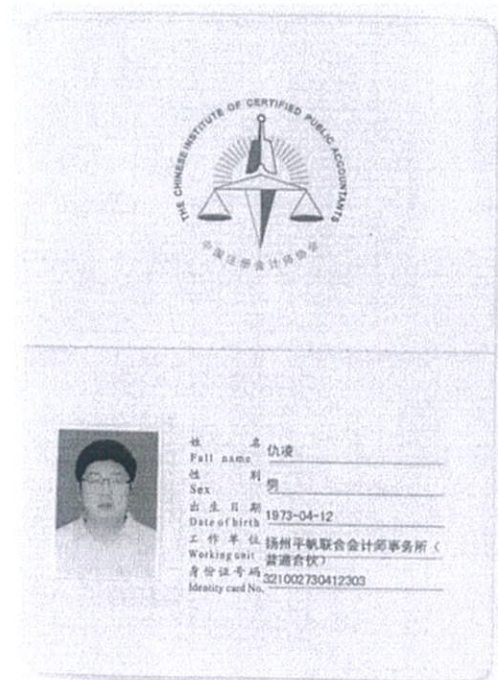 THE CHINESE INSTITUTE OF CERTIFIED PUBLIC ACCOUNTANTS
中国注册会计师协会
姓 名 仇凌
Full name
性 别 男
Sex
出生日期 1973-04-12
Date of birth
工作单位 扬州平帆联合会计师事务所（
Working unit 普通合伙）
身份证号码 321002730412303
Identity card No.